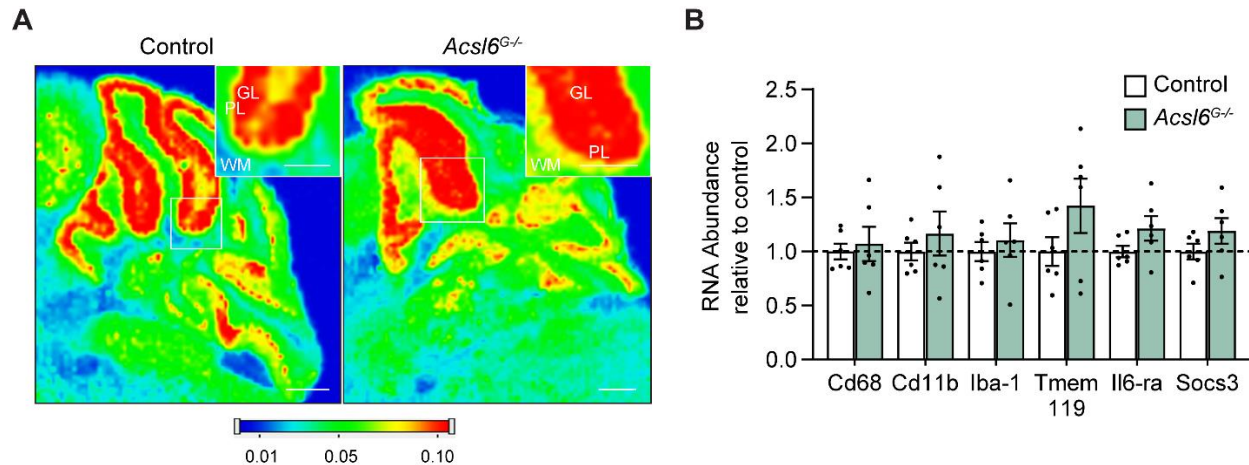 A
Control
Acsl6G-/-
GL
PL
WM
GL
PL
WM
0.01 0.05 0.10
B
Control
Acsl6G-/-
RNA Abundance
relative to control
2.5
2.0
1.5
1.0
0.5
0.0
Cd68 Cd11b Iba-1 Tmem Il6-ra Socs3
119